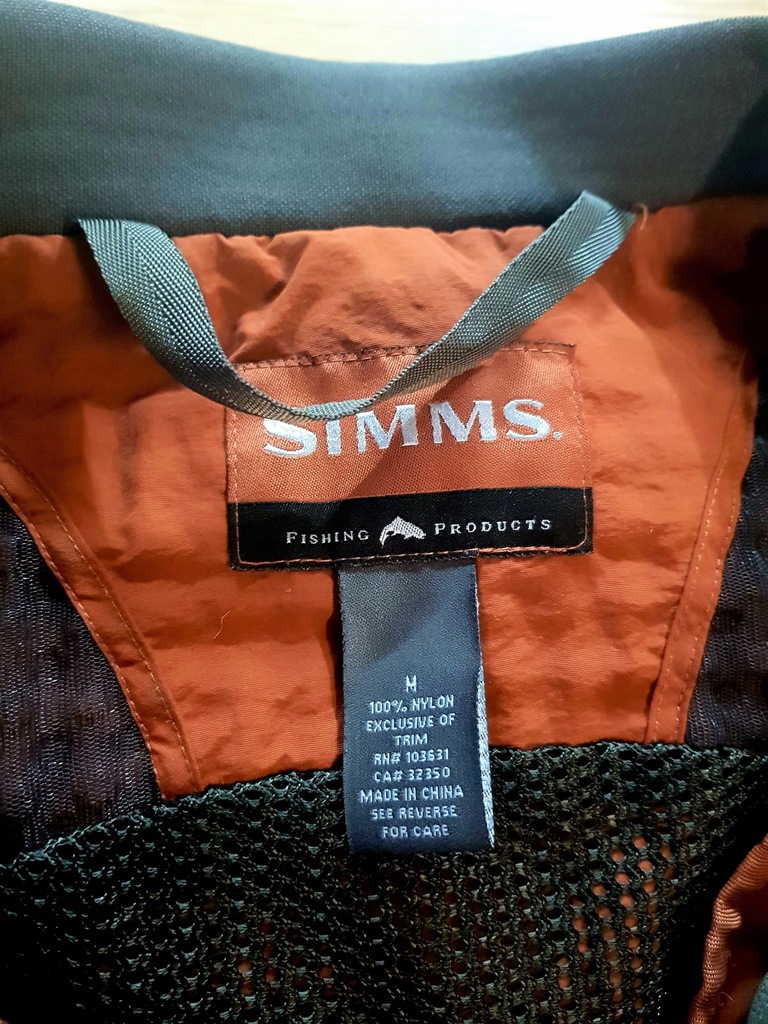 SIMMS.
FISHING PRODUCTS
M
100% NYLON
EXCLUSIVE OF
TRIM
RN# 103631
CA# 32350
MADE IN CHINA
SEE REVERSE
FOR CARE